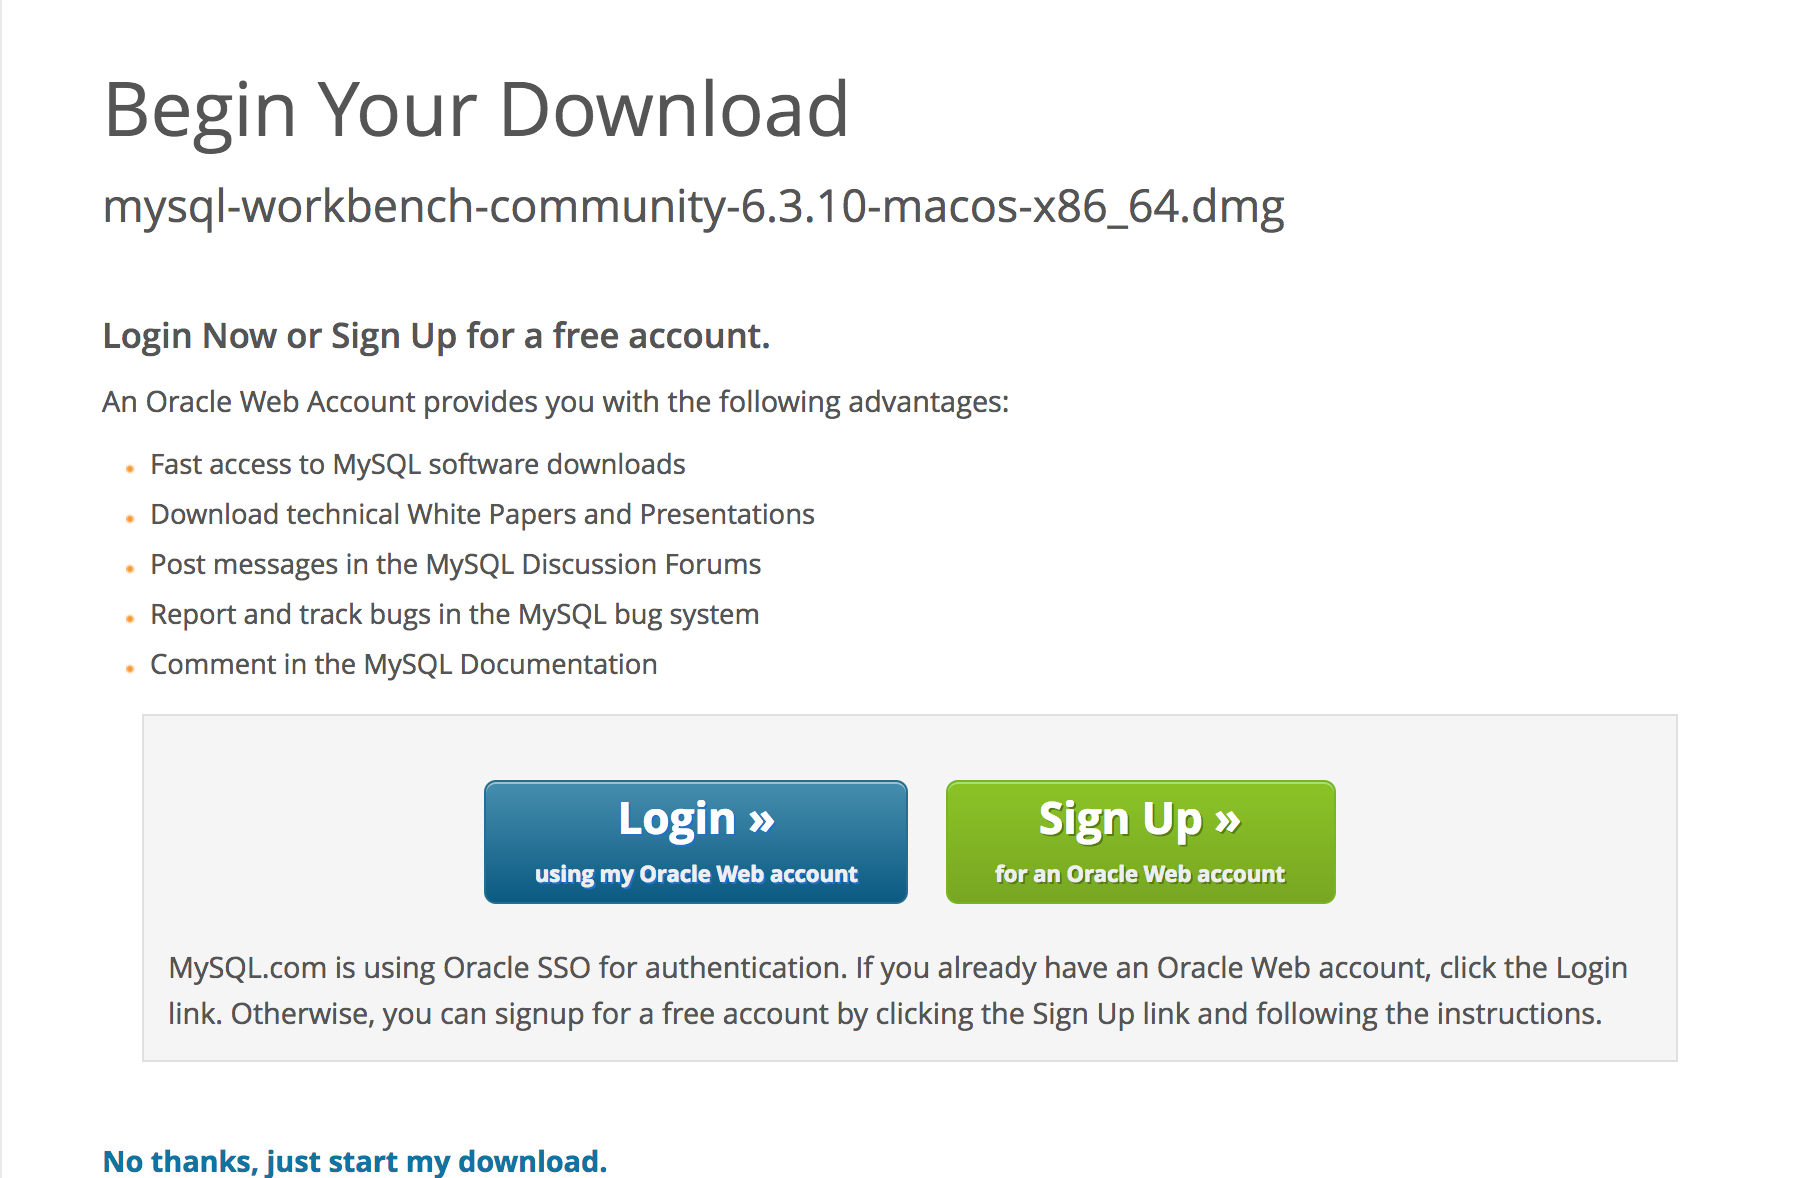 Begin Your Download
mysql-workbench-community-6.3.10-macos-x86_64.dmg
Login Now or Sign Up for a free account.
An Oracle Web Account provides you with the following advantages:
Fast access to MySQL software downloads
Download technical White Papers and Presentations
Post messages in the MySQL Discussion Forums
Report and track bugs in the MySQL bug system
Comment in the MySQL Documentation
Login »
using my Oracle Web account
Sign Up »
for an Oracle Web account
MySQL.com is using Oracle SSO for authentication. If you already have an Oracle Web account, click the Login
link. Otherwise, you can signup for a free account by clicking the Sign Up link and following the instructions.
No thanks, just start my download.